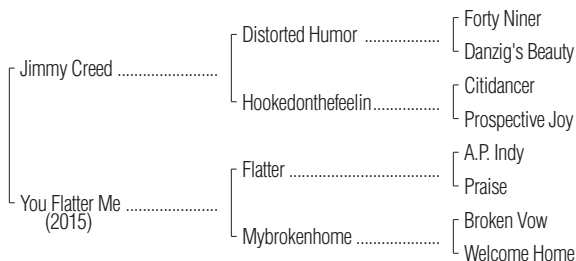 Forty Niner
Distorted Humor ..................
Danzig's Beauty
Jimmy Creed ........................
Citidancer
Hookedonthefeelin................
Prospective Joy
A.P. Indy
Flatter ....................................
Praise
You Flatter Me ......................
(2015)
Broken Vow
Mybrokenhome ....................
Welcome Home